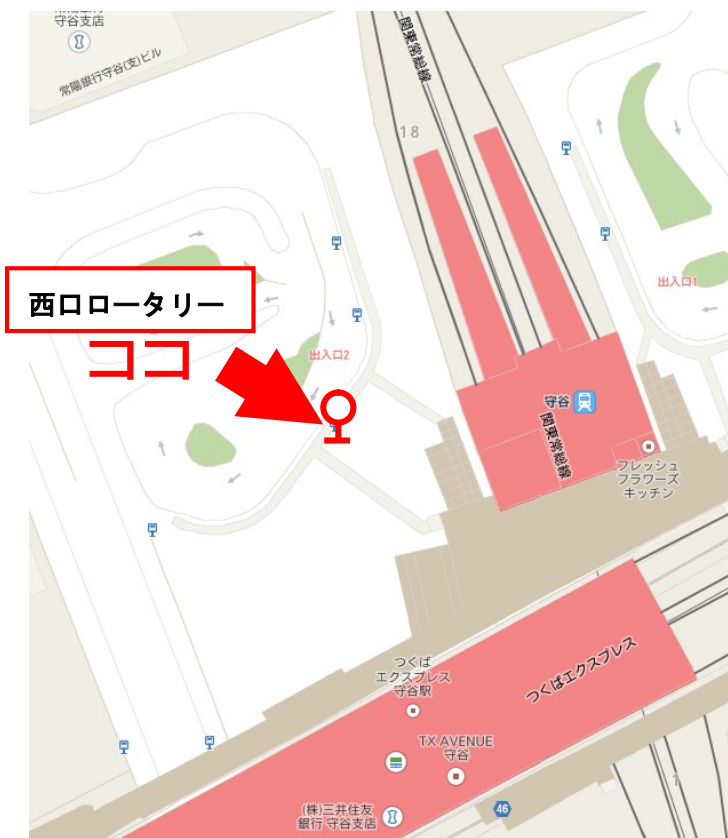 守谷支店
常陽銀行守谷(支)ビル
関東常総線
18
出入口1
西口ロータリー
ココ
出入口2
守谷
関東常総線
フレッシュ
フラワーズ
キッチン
つくばエクスプレス
つくば
エクスプレス
守谷駅
TX AVENUE
守谷
(株)三井住友
銀行 守谷支店
46
1